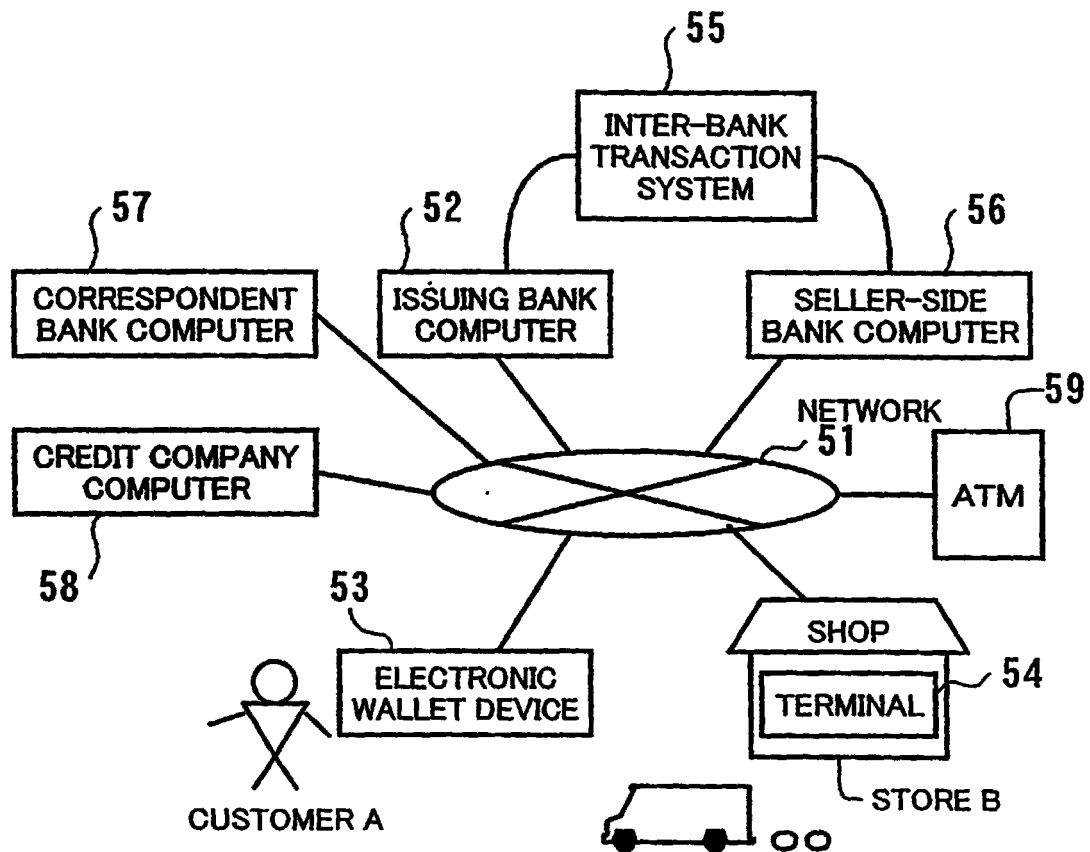 55
INTER-BANK
TRANSACTION
SYSTEM
57
52
56
CORRESPONDENT
BANK COMPUTER
ISSUING BANK
COMPUTER
SELLER-SIDE
BANK COMPUTER
59
NETWORK
51
CREDIT COMPANY
COMPUTER
ATM
58
53
SHOP
ELECTRONIC
WALLET DEVICE
54
TERMINAL
STORE B
CUSTOMER A